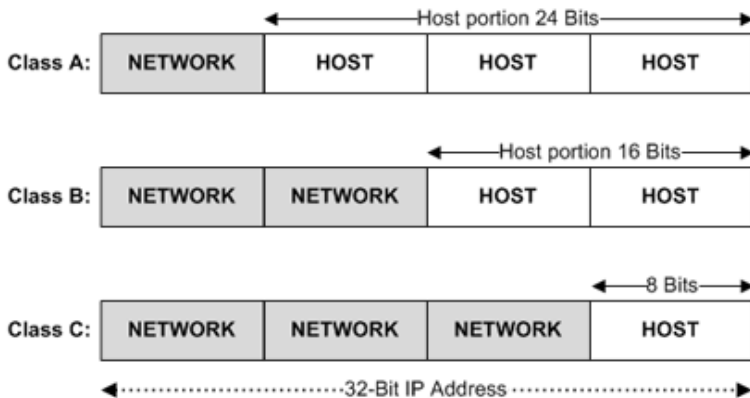 Host portion 24 Bits
Class A: NETWORK HOST HOST HOST
Host portion 16 Bits
Class B: NETWORK NETWORK HOST HOST
8 Bits
Class C: NETWORK NETWORK NETWORK HOST
32-Bit IP Address